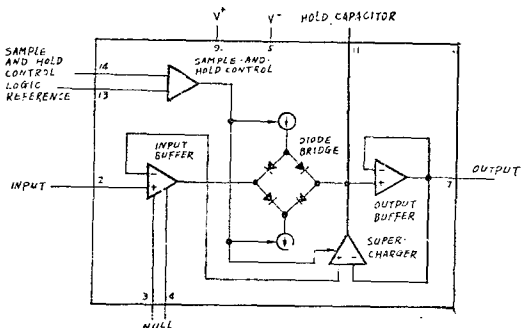 V+
V-
HOLD CAPACITOR
9
5
11
SAMPLE
AND HOLD
CONTROL
LOGIC
REFERENCE
14
13
SAMPLE-AND-
HOLD CONTROL
INPUT
BUFFER
DIODE
BRIDGE
INPUT
2
-
+
-
+
OUTPUT
7
OUTPUT
BUFFER
SUPER-
CHARGER
+ -
3
4
NULL